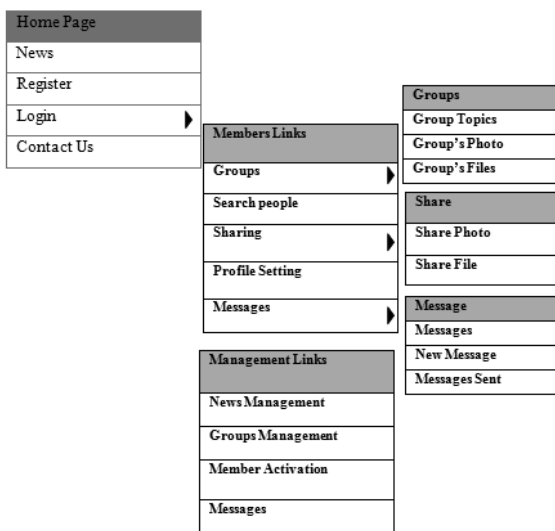 Home Page
News
Register
Login
Contact Us
Members Links
Groups
Search people
Sharing
Profile Setting
Messages
Groups
Group Topics
Group's Photo
Group's Files
Share
Share Photo
Share File
Message
Messages
New Message
Messages Sent
Management Links
News Management
Groups Management
Member Activation
Messages